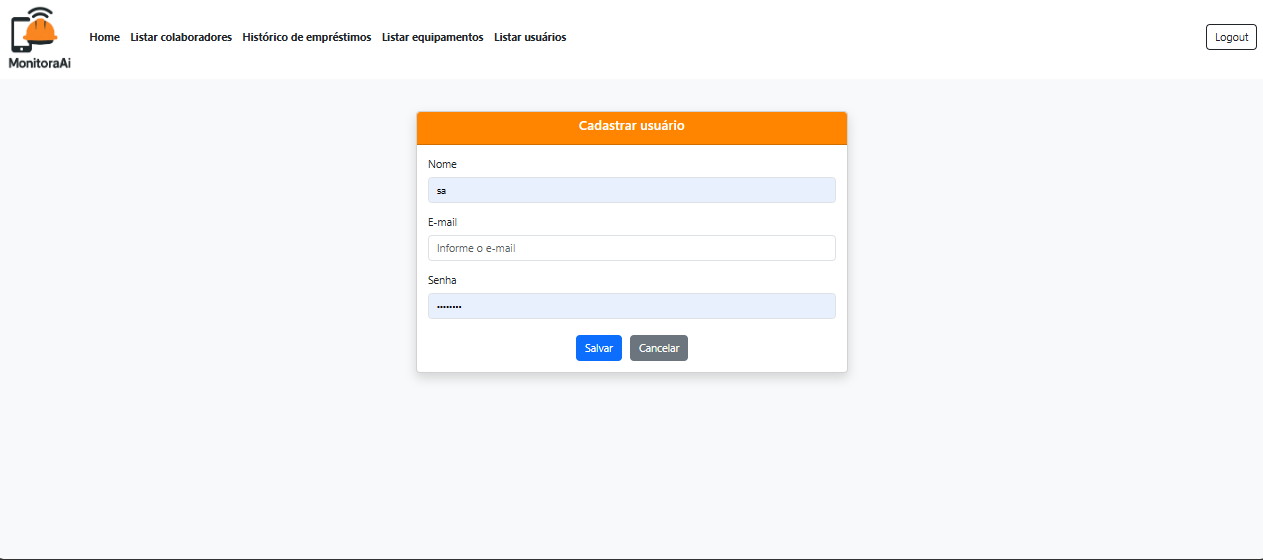 MonitoraAi
Home Listar colaboradores Histórico de empréstimos Listar equipamentos Listar usuários Logout
Cadastrar usuário
Nome
sa
E-mail
Informe o e-mail
Senha
••••••••
Salvar Cancelar